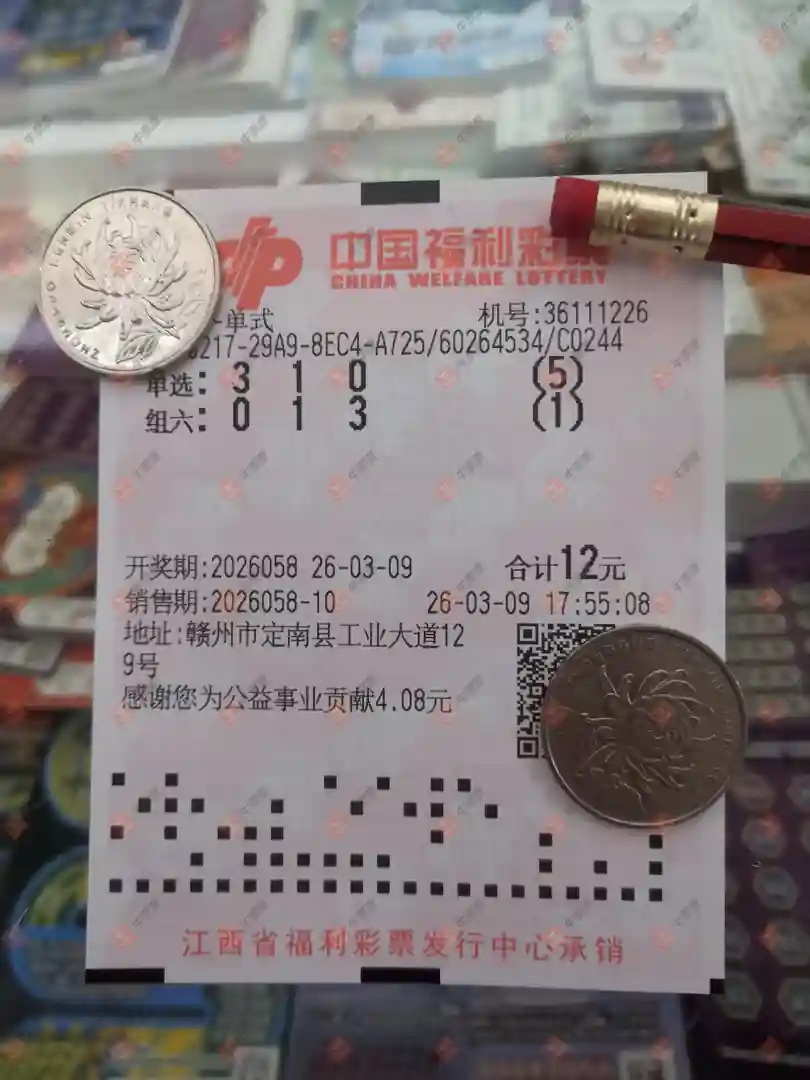 中国福利彩票
CHINA WELFARE LOTTERY
单式 机号:36111226
0217-29A9-8EC4-A725/60264534/C0244
单选: 3 1 0 (5)
组六: 0 1 3 (1)
开奖期:2026058 26-03-09 合计12元
销售期:2026058-10 26-03-09 17:55:08
地址:赣州市定南县工业大道12
9号
感谢您为公益事业贡献4.08元
江西省福利彩票发行中心承销